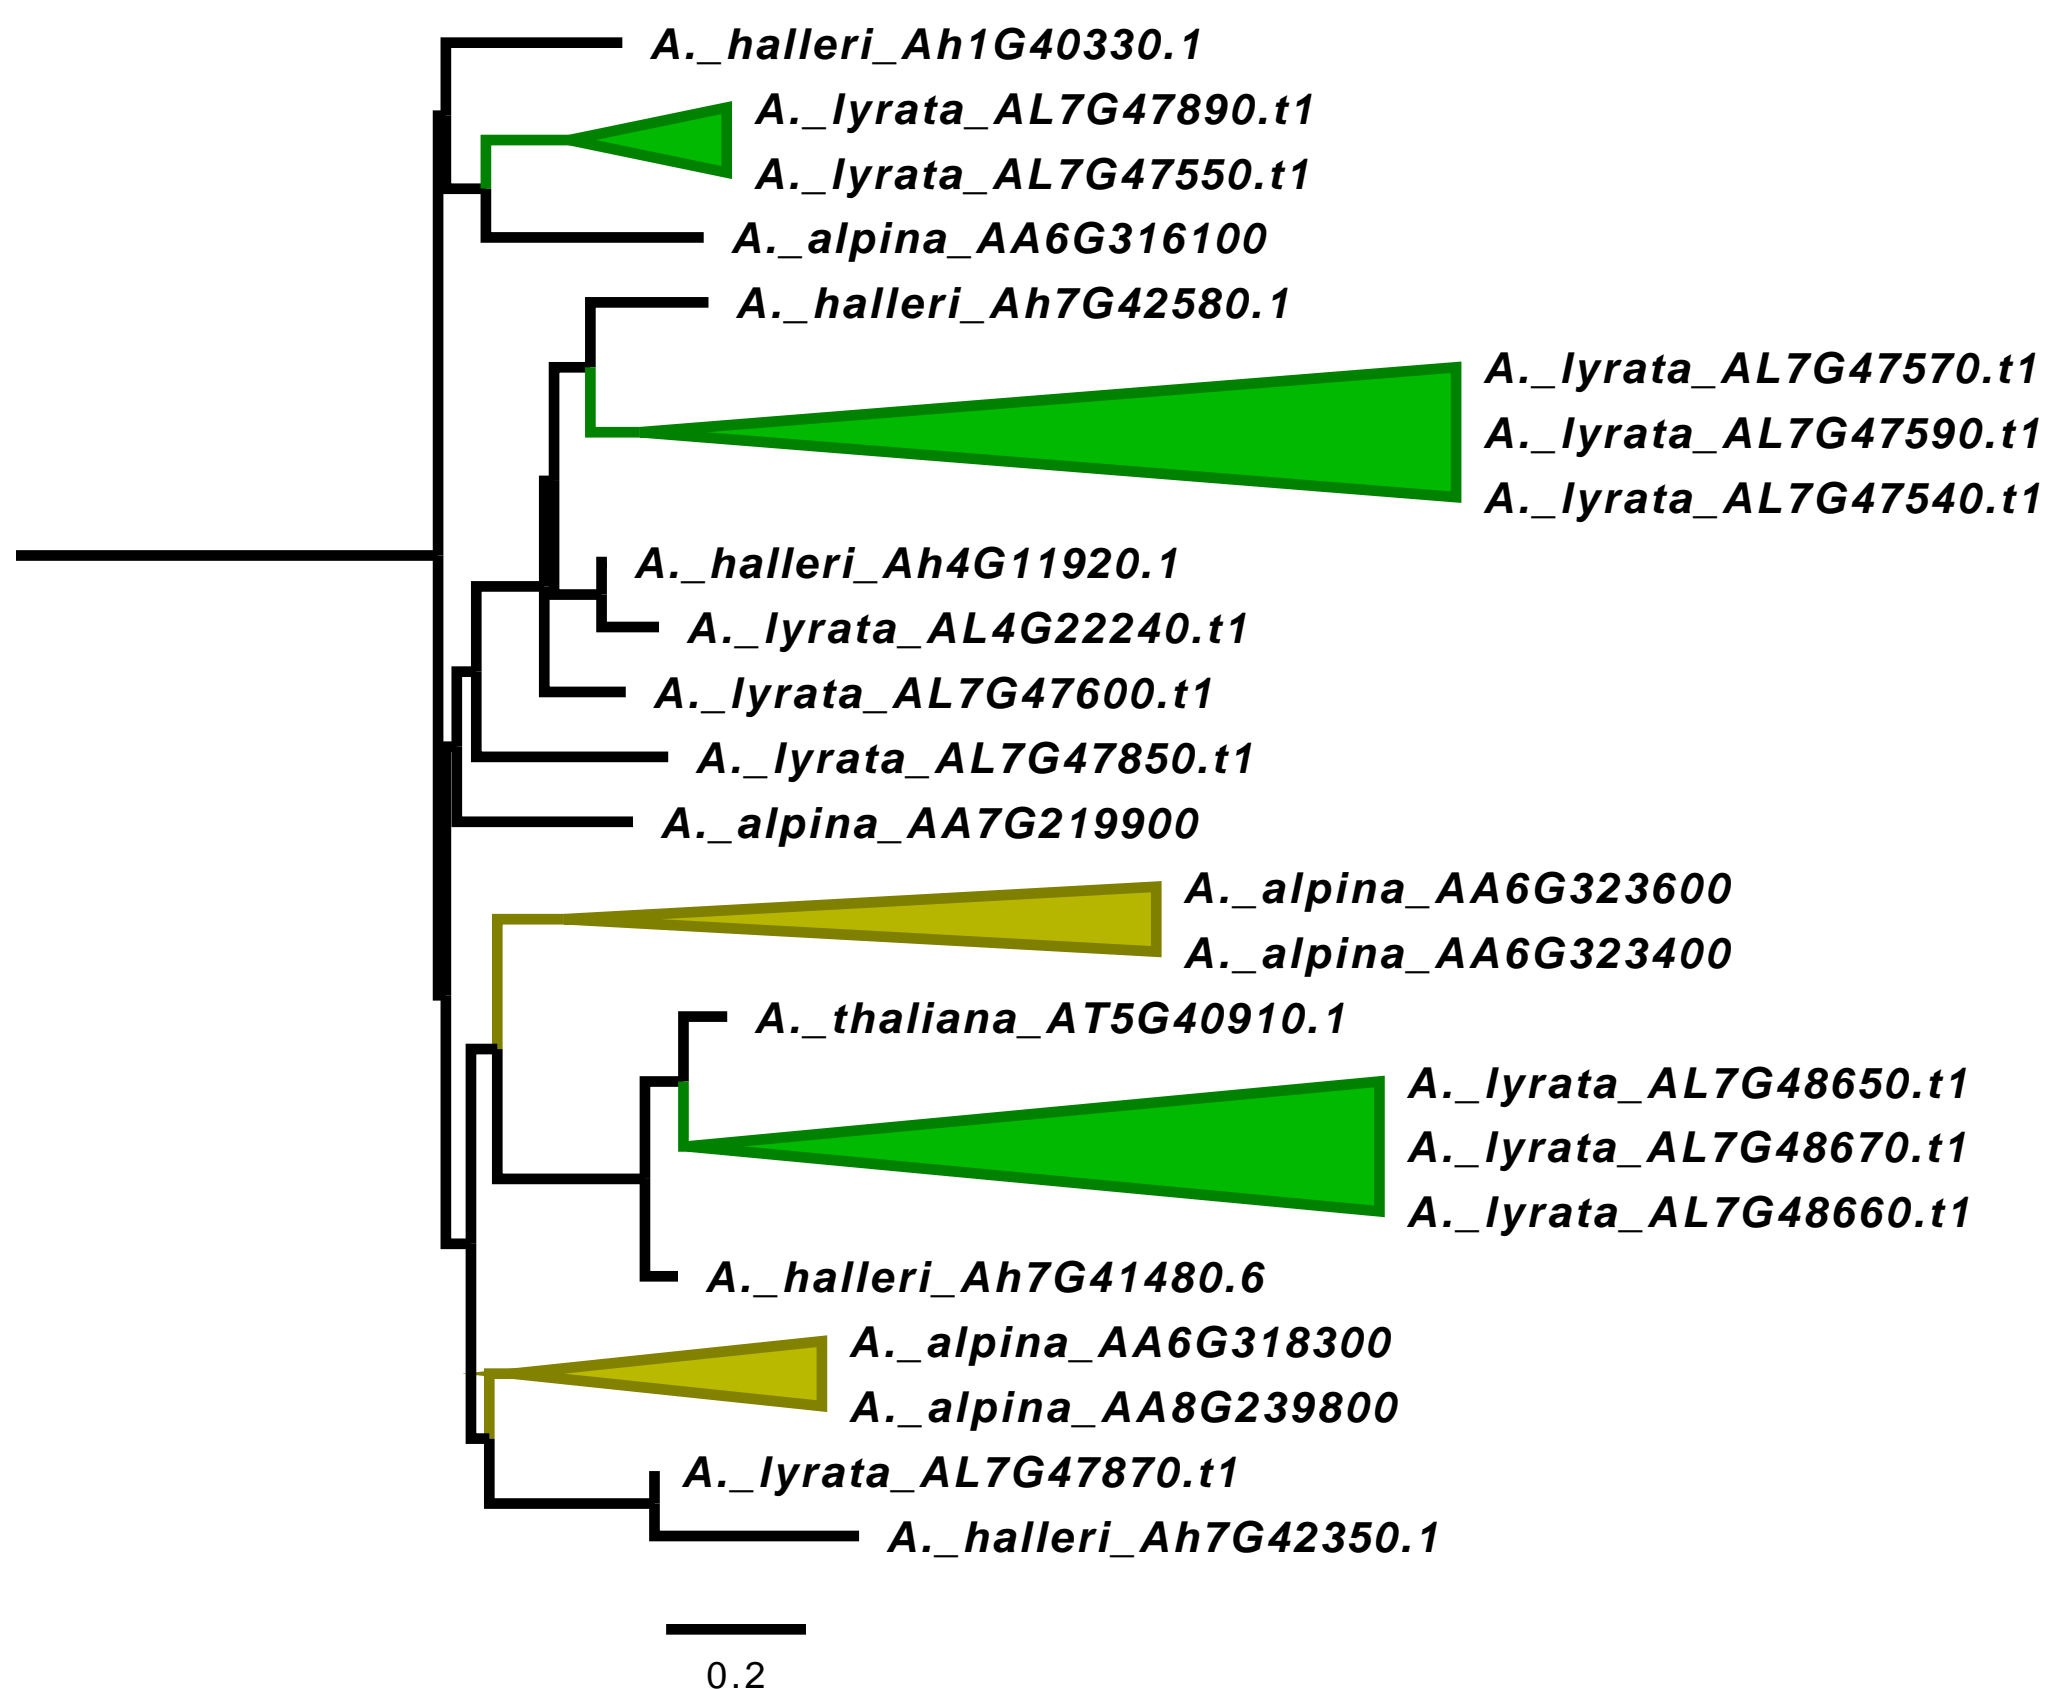 A._halleri_Ah1G40330.1
A._lyrata_AL7G47890.t1
A._lyrata_AL7G47550.t1
A._alpina_AA6G316100
A._halleri_Ah7G42580.1
A._lyrata_AL7G47570.t1
A._lyrata_AL7G47590.t1
A._lyrata_AL7G47540.t1
A._halleri_Ah4G11920.1
A._lyrata_AL4G22240.t1
A._lyrata_AL7G47600.t1
A._lyrata_AL7G47850.t1
A._alpina_AA7G219900
A._alpina_AA6G323600
A._alpina_AA6G323400
A._thaliana_AT5G40910.1
A._lyrata_AL7G48650.t1
A._lyrata_AL7G48670.t1
A._lyrata_AL7G48660.t1
A._halleri_Ah7G41480.6
A._alpina_AA6G318300
A._alpina_AA8G239800
A._lyrata_AL7G47870.t1
A._halleri_Ah7G42350.1
0.2